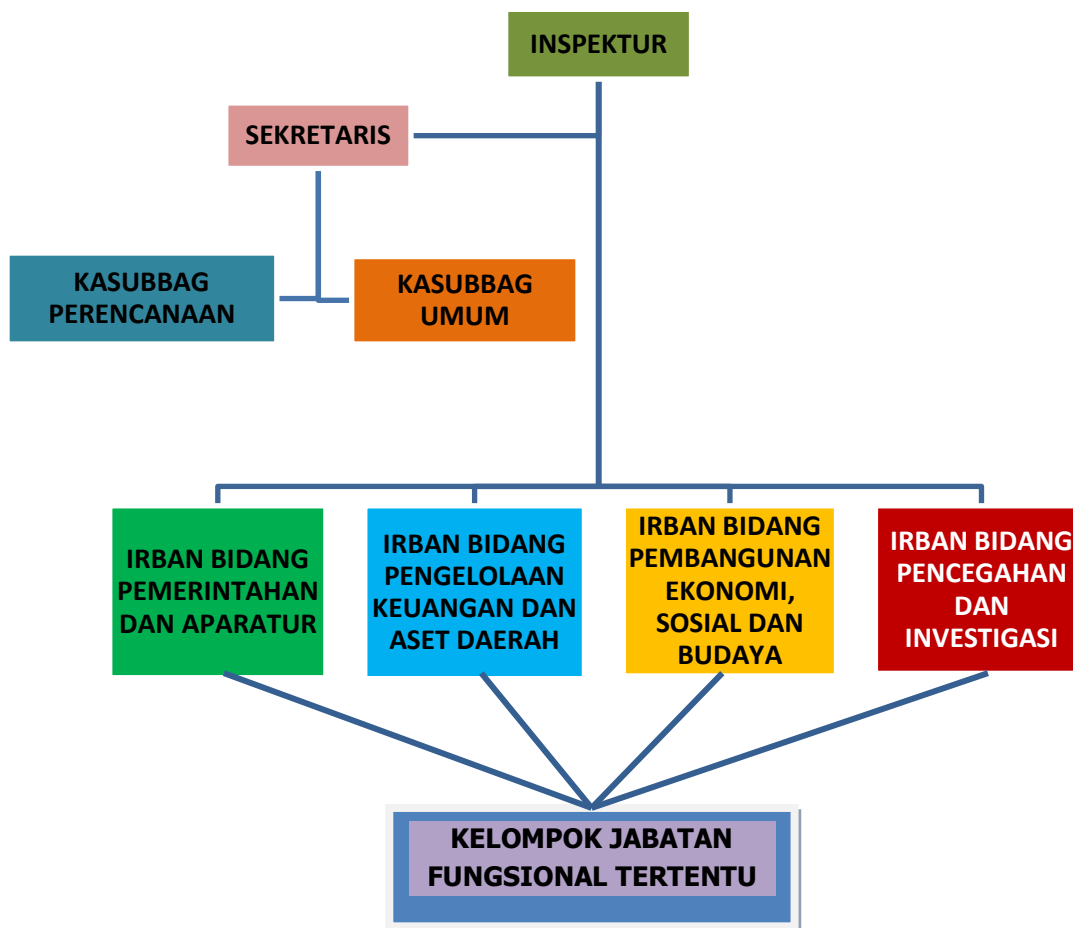 INSPEKTUR
SEKRETARIS
KASUBBAG
PERENCANAAN
KASUBBAG
UMUM
IRBAN BIDANG
PEMERINTAHAN
DAN APARATUR
IRBAN BIDANG
PENGELOLAAN
KEUANGAN DAN
ASET DAERAH
IRBAN BIDANG
PEMBANGUNAN
EKONOMI,
SOSIAL DAN
BUDAYA
IRBAN BIDANG
PENCEGAHAN
DAN
INVESTIGASI
KELOMPOK JABATAN
FUNGSIONAL TERTENTU